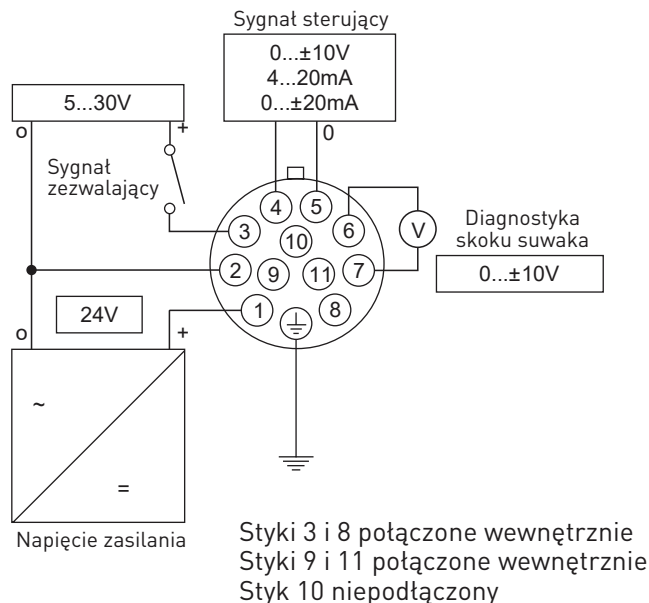 Sygnał sterujący
0...±10V
4...20mA
0...±20mA
5...30V
o
+
0
Sygnał
zezwalający
4
5
3
6
10
V
Diagnostyka
skoku suwaka
2
9
11
7
0...±10V
24V
1
8
o
+
~
=
Napięcie zasilania
Styki 3 i 8 połączone wewnętrznie
Styki 9 i 11 połączone wewnętrznie
Styk 10 niepodłączony